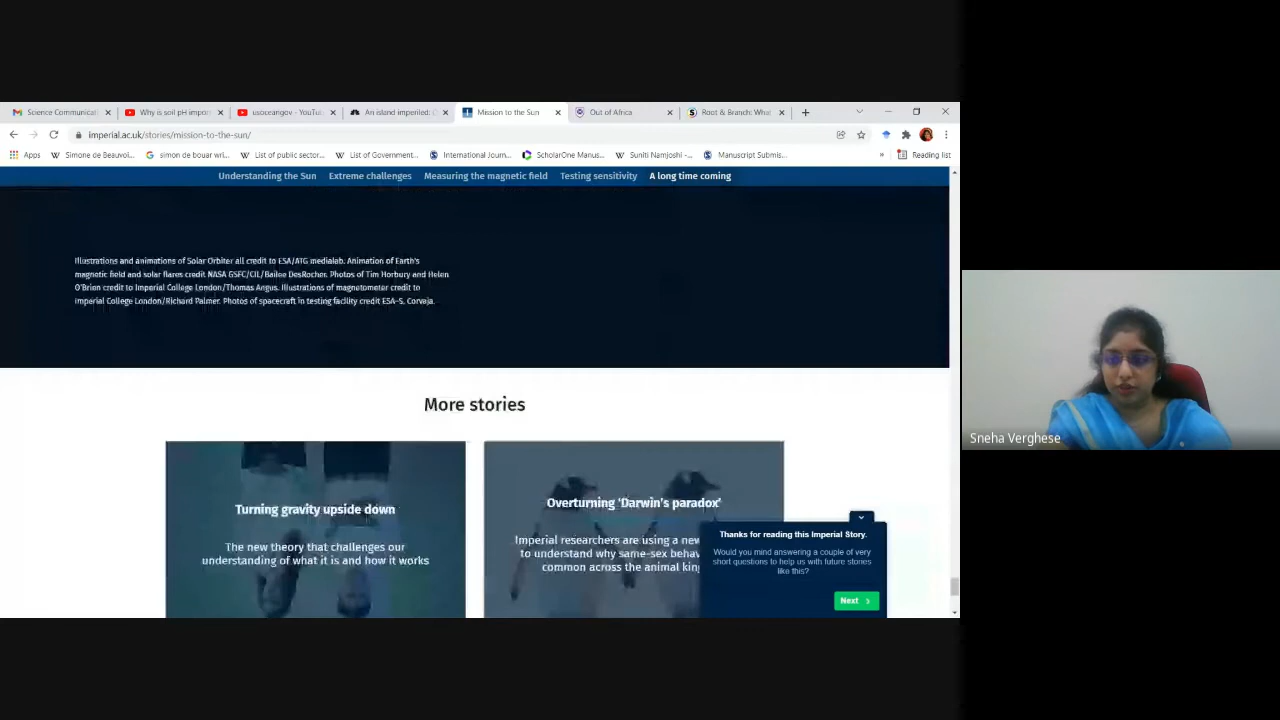 Science Communicat
Why is soil pH impor
usoceangov - YouTu
An island imperiled: O
Mission to the Sun
Out of Africa
Root & Branch: What
imperial.ac.uk/stories/mission-to-the-sun/
Apps
Simone de Beauvoi...
simon de bouar wri...
List of public sector...
List of Government...
International Journ...
ScholarOne Manus...
Suniti Namjoshi -...
Manuscript Submis...
»
Reading list
Understanding the Sun
Extreme challenges
Measuring the magnetic field
Testing sensitivity
A long time coming
Illustrations and animations of Solar Orbiter all credit to ESA/ATG medialab. Animation of Earth's
magnetic field and solar flares credit NASA GSFC/CIL/Bailee DesRocher. Photos of Tim Horbury and Helen
O'Brien credit to Imperial College London/Thomas Angus. Illustrations of magnetometer credit to
Imperial College London/Richard Palmer. Photos of spacecraft in testing facility credit ESA–S. Corvaja.
More stories
Turning gravity upside down
The new theory that challenges our
understanding of what it is and how it works
Overturning 'Darwin's paradox'
Imperial researchers are using a new
to understand why same-sex behav
common across the animal king
Thanks for reading this Imperial Story.
Would you mind answering a couple of very
short questions to help us with future stories
like this?
Next
Sneha Verghese